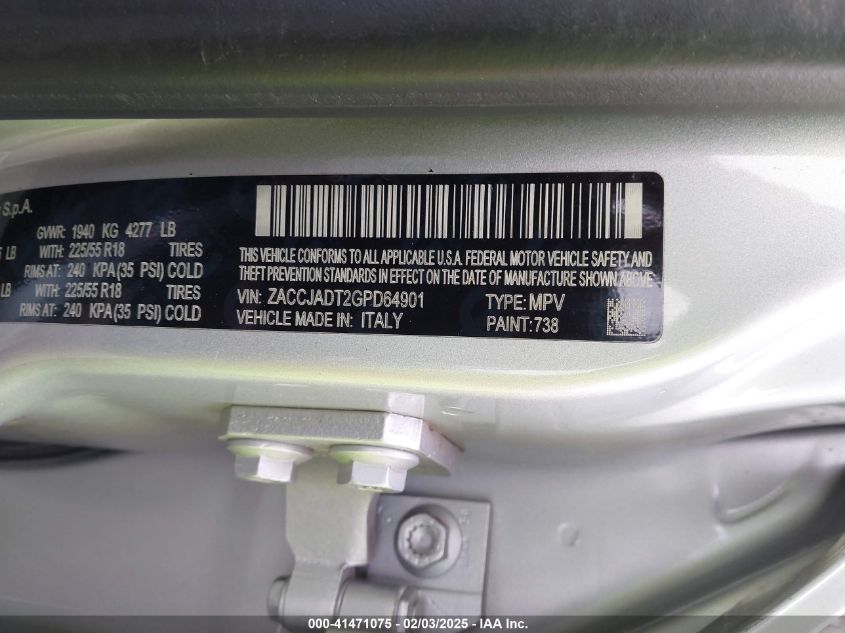 S.p.A.
GVWR: 1940 KG 4277 LB
LB WITH: 225/55 R18 TIRES
RIMS AT: 240 KPA(35 PSI) COLD
LB WITH: 225/55 R18 TIRES
RIMS AT: 240 KPA(35 PSI) COLD
THIS VEHICLE CONFORMS TO ALL APPLICABLE U.S.A. FEDERAL MOTOR VEHICLE SAFETY AND
THEFT PREVENTION STANDARDS IN EFFECT ON THE DATE OF MANUFACTURE SHOWN ABOVE
VIN: ZACCJADT2GPD64901 TYPE: MPV
VEHICLE MADE IN: ITALY PAINT: 738
000-41471075 - 02/03/2025 - IAA Inc.